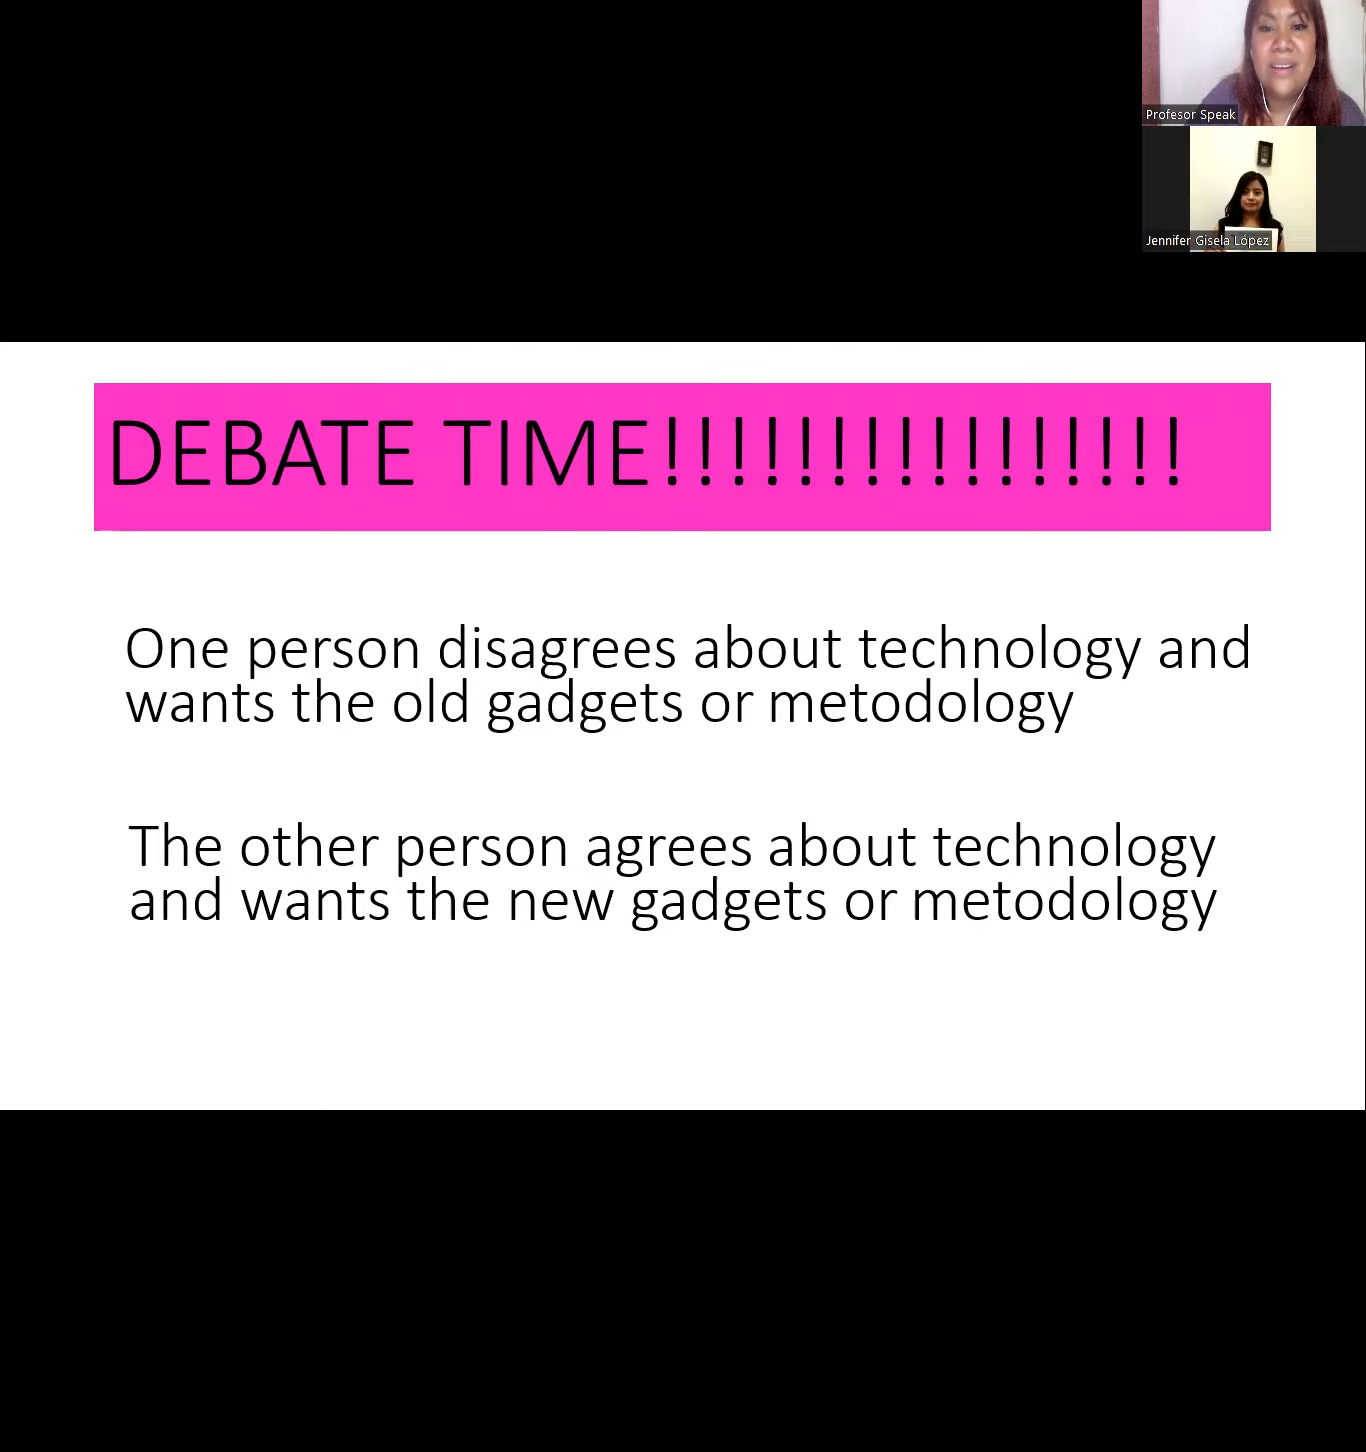 Profesor Speak
Jennifer Gisela López
DEBATE TIME!!!!!!!!!!!!!!!!
One person disagrees about technology and
wants the old gadgets or metodology
The other person agrees about technology
and wants the new gadgets or metodology